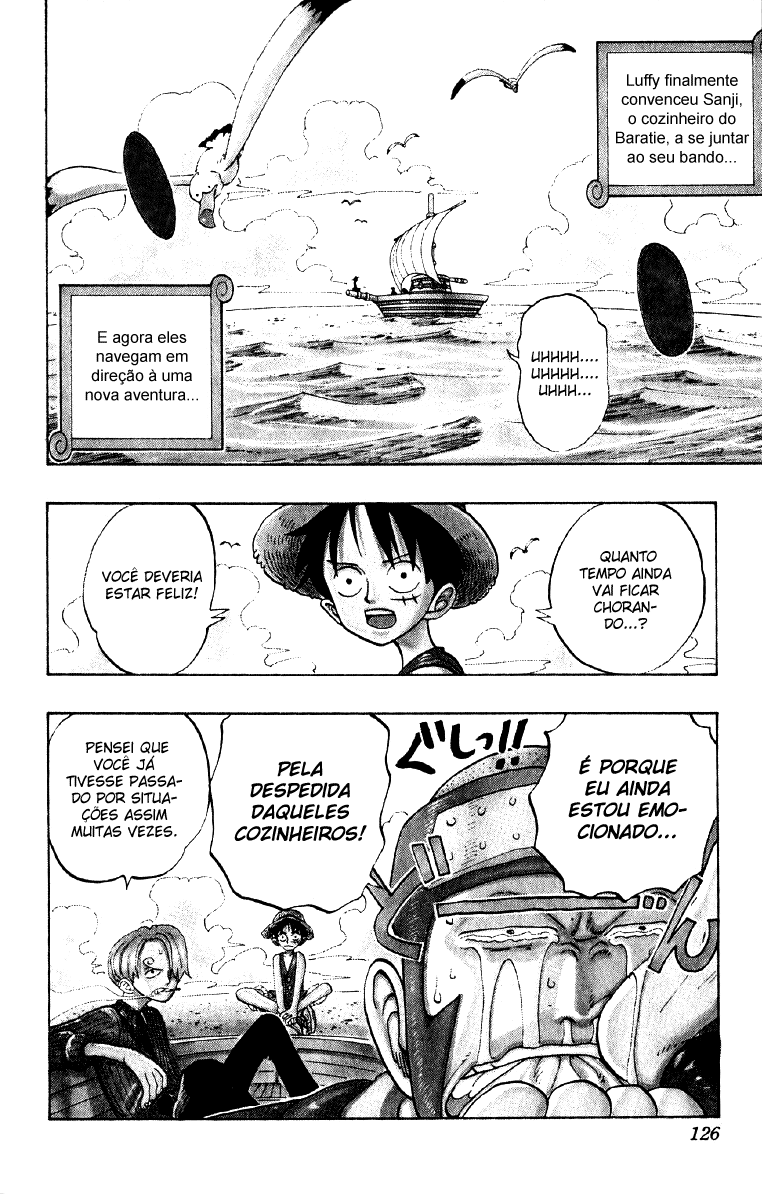 Luffy finalmente
convenceu Sanji,
o cozinheiro do
Baratie, a se juntar
ao seu bando...
E agora eles
navegam em
direção à uma
nova aventura...
UHHHH....
UHHHH....
UHHH...
QUANTO
TEMPO AINDA
VAI FICAR
CHORAN-
DO...?
VOCÊ DEVERIA
ESTAR FELIZ!
É PORQUE
EU AINDA
ESTOU EMO-
CIONADO...
ぐしっ!!
PELA
DESPEDIDA
DAQUELES
COZINHEIROS!
PENSEI QUE
VOCÊ JÁ
TIVESSE PASSA-
DO POR SITUA-
ÇÕES ASSIM
MUITAS VEZES.
126